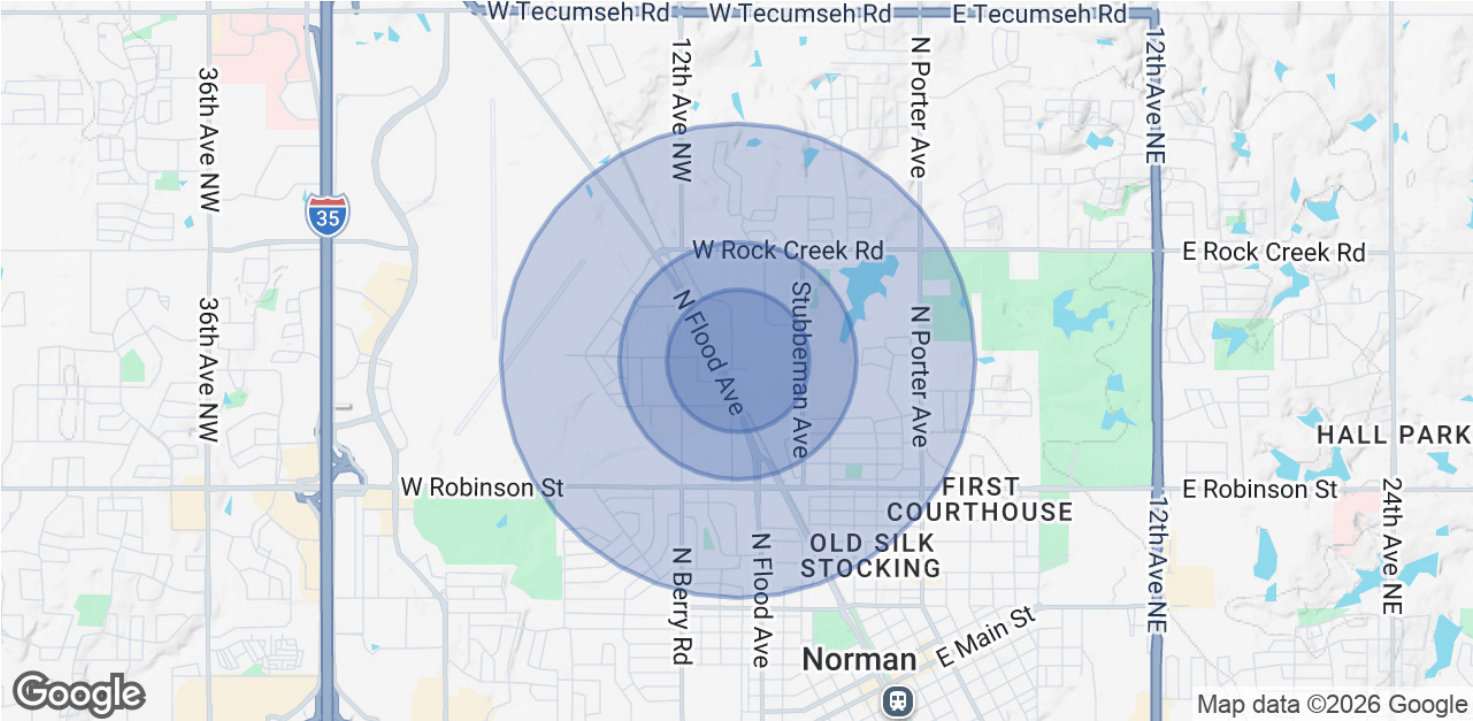 W Tecumseh Rd
W Tecumseh Rd
E Tecumseh Rd
36th Ave NW
12th Ave NW
N Porter Ave
12th Ave NE
35
W Rock Creek Rd
E Rock Creek Rd
36th Ave NW
N Flood Ave
Stubbeman Ave
N Porter Ave
HALL PARK
W Robinson St
FIRST
COURTHOUSE
E Robinson St
24th Ave NE
12th Ave NE
OLD SILK
STOCKING
N Berry Rd
N Flood Ave
E Main St
Norman
Google
Map data ©2026 Google